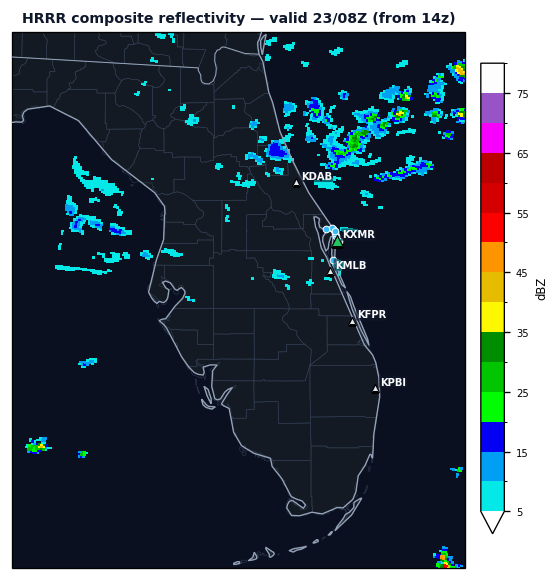 HRRR composite reflectivity — valid 23/08Z (from 14z)
KDAB
KXMR
KMLB
KFPR
KPBI
75
65
55
45
35
25
15
5
dBZ